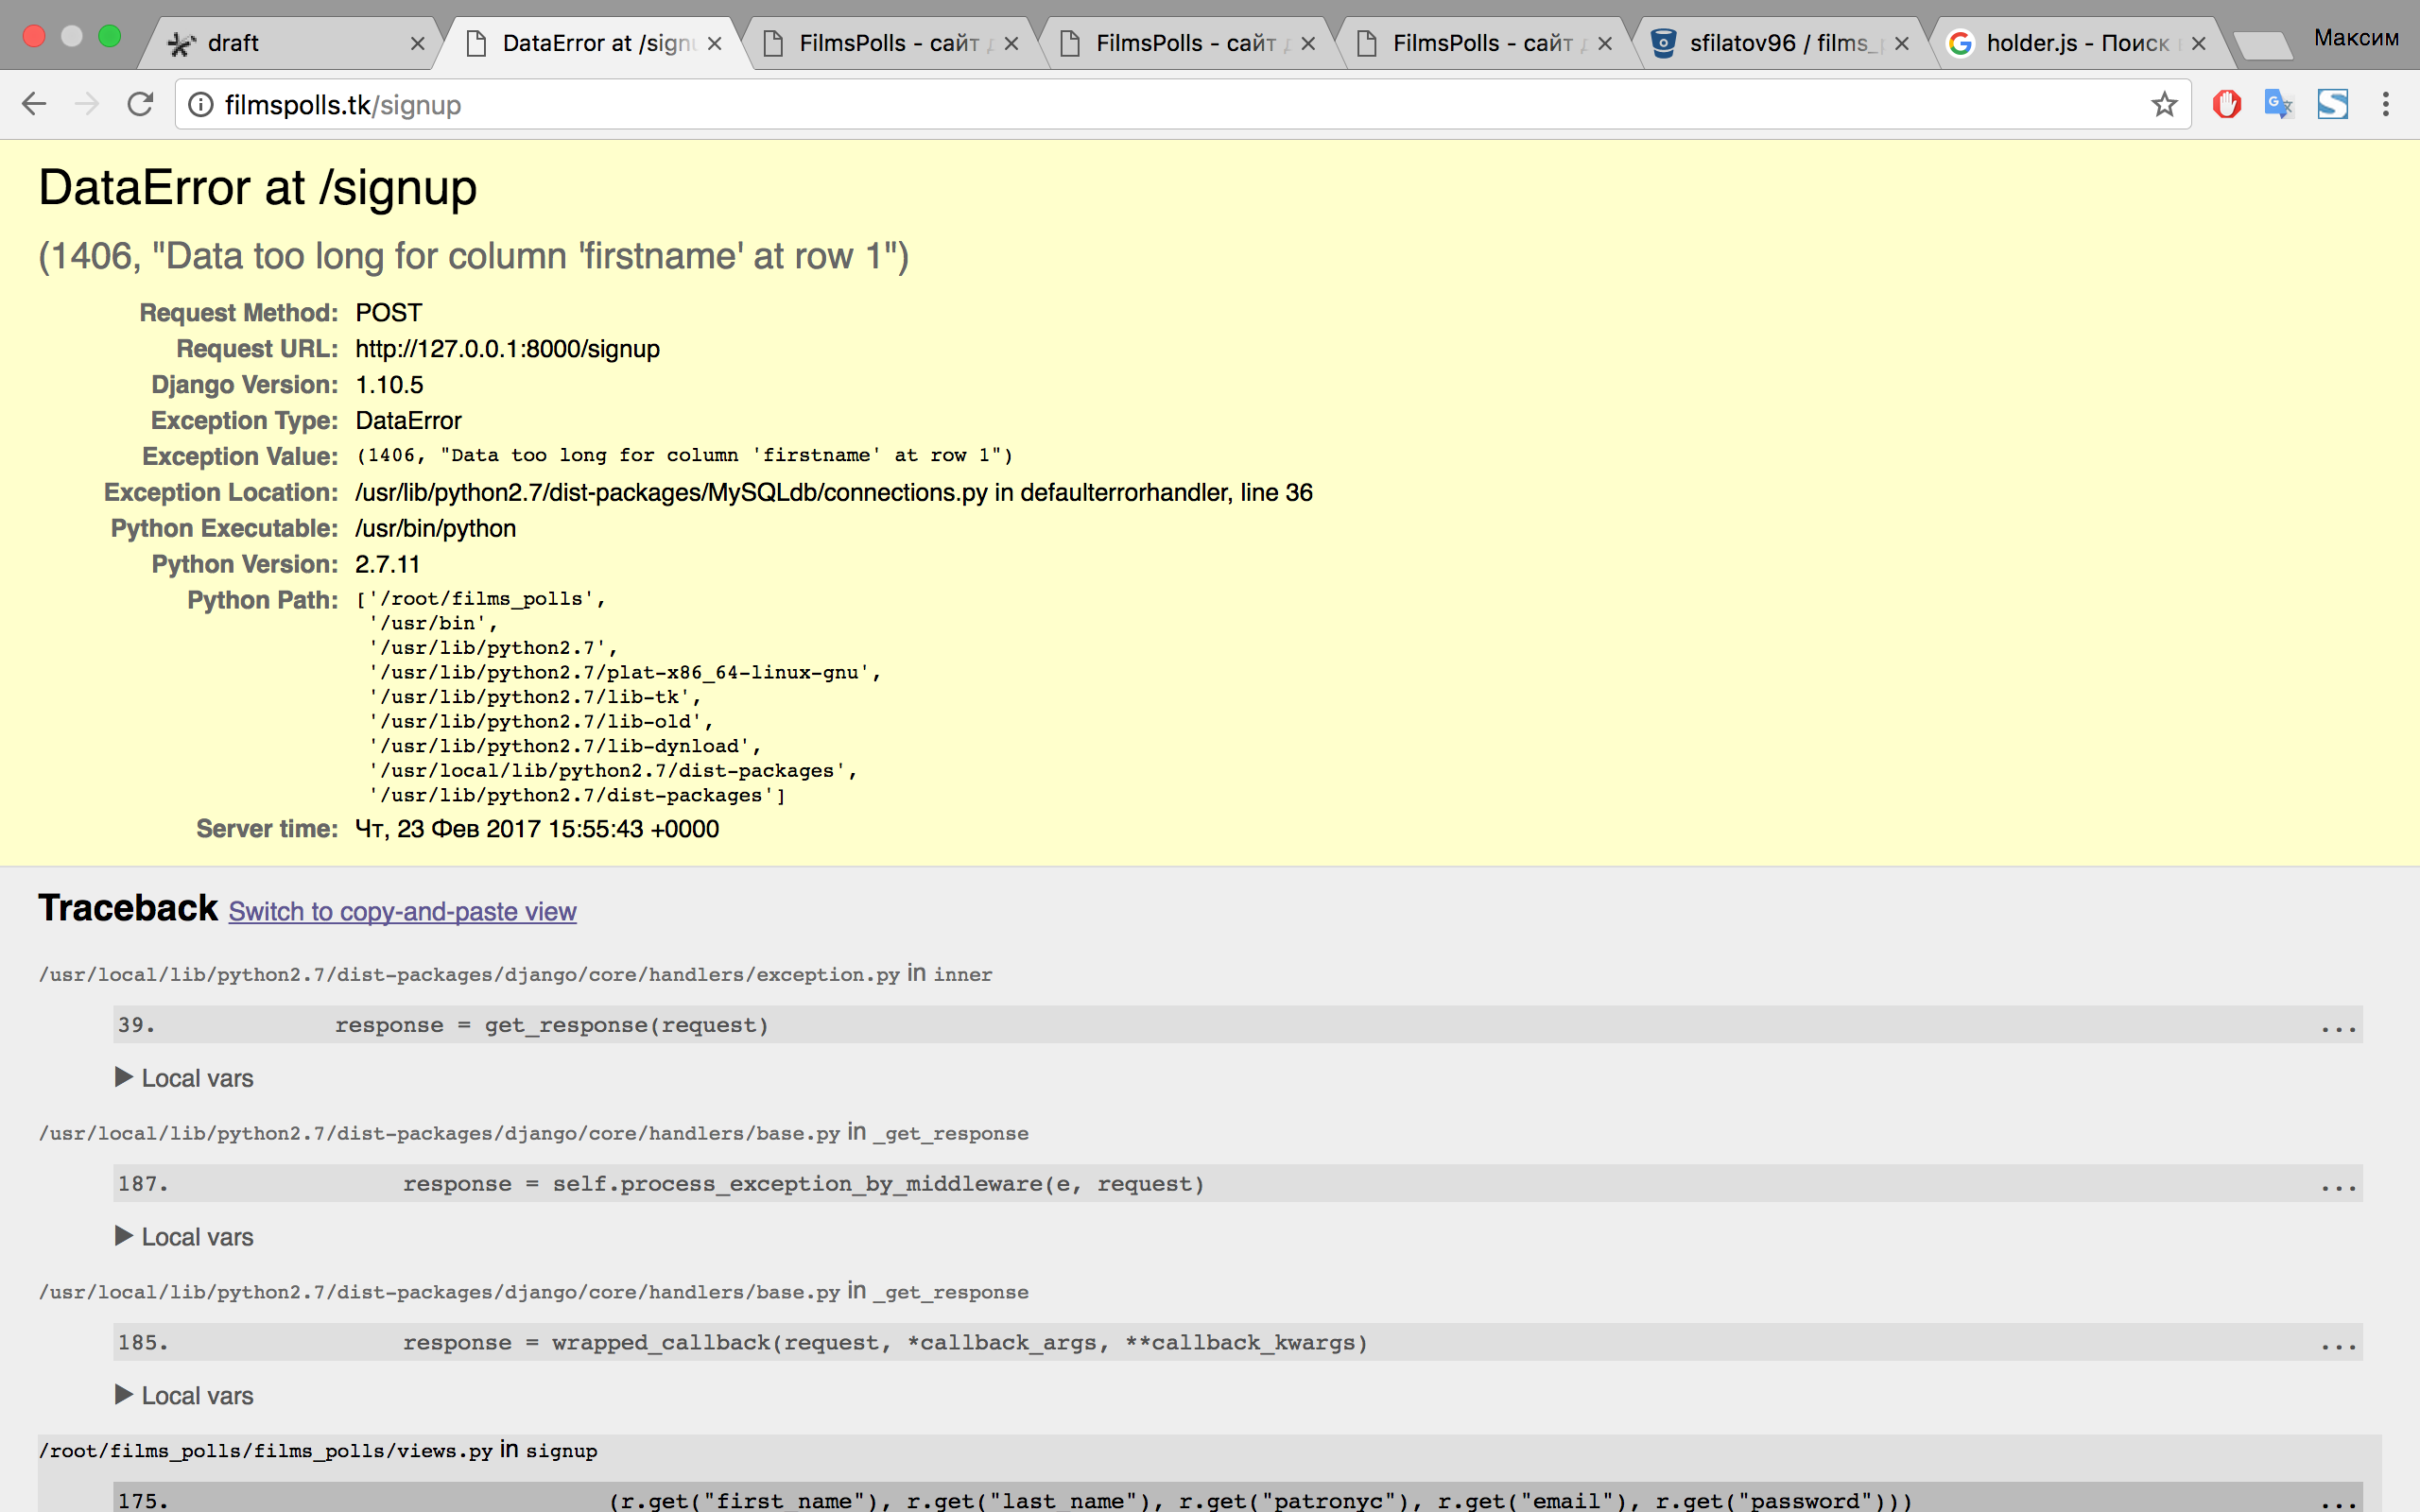 draft
DataError at /sign
FilmsPolls - сайт
FilmsPolls - сайт
FilmsPolls - сайт
sfilatov96 / films_
holder.js - Поиск
Максим
filmspolls.tk/signup
DataError at /signup
(1406, "Data too long for column 'firstname' at row 1")
Request Method: POST
Request URL: http://127.0.0.1:8000/signup
Django Version: 1.10.5
Exception Type: DataError
Exception Value: (1406, "Data too long for column 'firstname' at row 1")
Exception Location: /usr/lib/python2.7/dist-packages/MySQLdb/connections.py in defaulterrorhandler, line 36
Python Executable: /usr/bin/python
Python Version: 2.7.11
Python Path: ['/root/films_polls',
'/usr/bin',
'/usr/lib/python2.7',
'/usr/lib/python2.7/plat-x86_64-linux-gnu',
'/usr/lib/python2.7/lib-tk',
'/usr/lib/python2.7/lib-old',
'/usr/lib/python2.7/lib-dynload',
'/usr/local/lib/python2.7/dist-packages',
'/usr/lib/python2.7/dist-packages']
Server time: Чт, 23 Фев 2017 15:55:43 +0000
Traceback Switch to copy-and-paste view
/usr/local/lib/python2.7/dist-packages/django/core/handlers/exception.py in inner
39. response = get_response(request) ...
▶ Local vars
/usr/local/lib/python2.7/dist-packages/django/core/handlers/base.py in _get_response
187. response = self.process_exception_by_middleware(e, request) ...
▶ Local vars
/usr/local/lib/python2.7/dist-packages/django/core/handlers/base.py in _get_response
185. response = wrapped_callback(request, *callback_args, **callback_kwargs) ...
▶ Local vars
/root/films_polls/films_polls/views.py in signup
175. (r.get("first_name"), r.get("last_name"), r.get("patronyc"), r.get("email"), r.get("password"))) ...